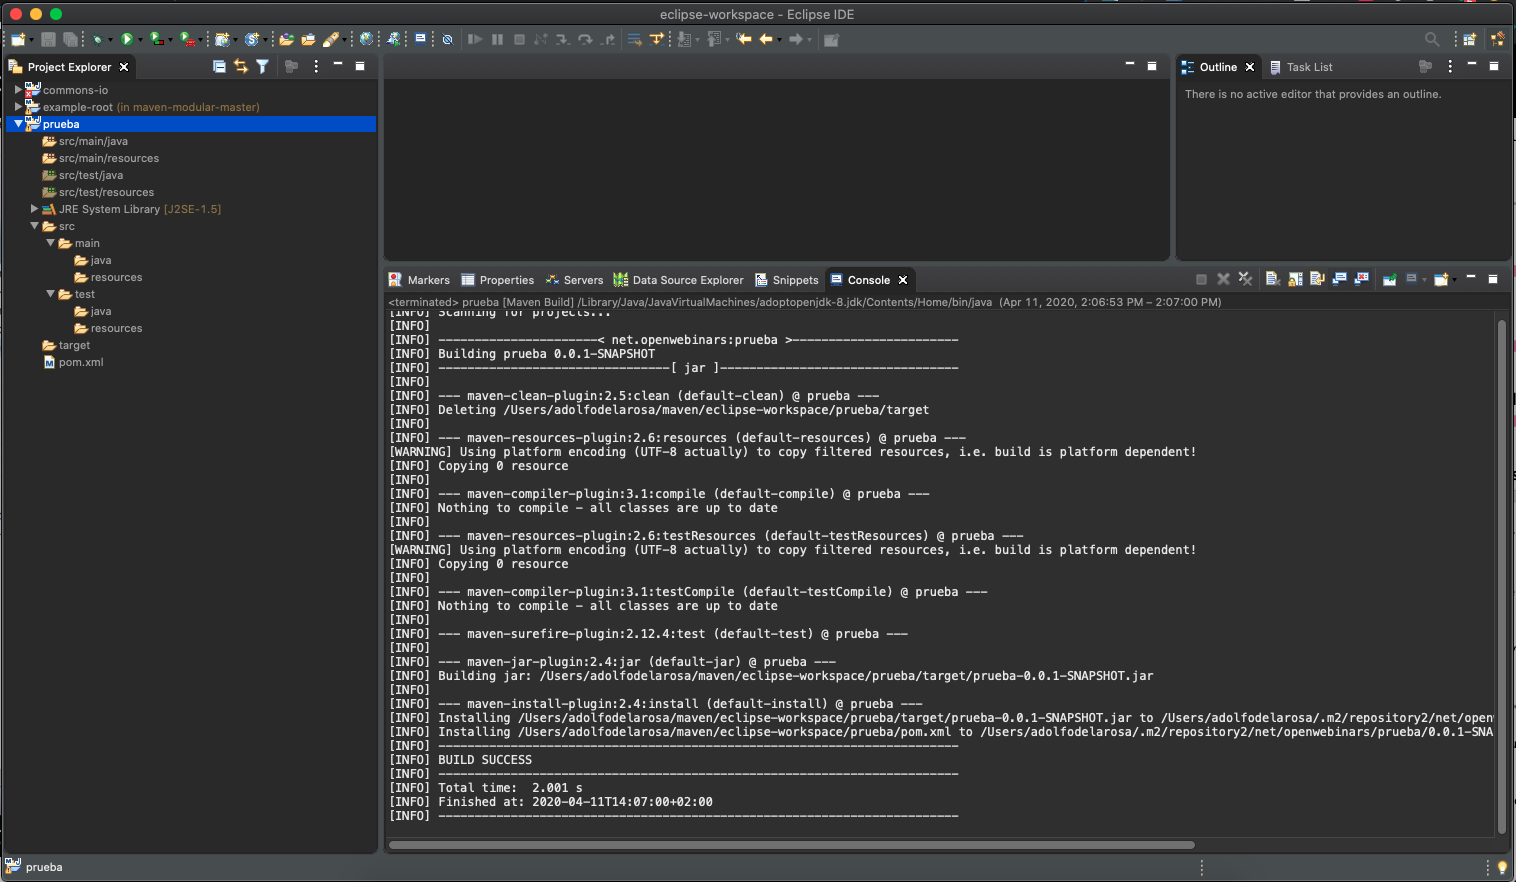 eclipse-workspace - Eclipse IDE
Project Explorer
commons-io
example-root (in maven-modular-master)
prueba
src/main/java
src/main/resources
src/test/java
src/test/resources
JRE System Library [J2SE-1.5]
src
main
java
resources
test
java
resources
target
pom.xml
Outline
Task List
There is no active editor that provides an outline.
Markers
Properties
Servers
Data Source Explorer
Snippets
Console
<terminated> prueba [Maven Build] /Library/Java/JavaVirtualMachines/adoptopenjdk-8.jdk/Contents/Home/bin/java (Apr 11, 2020, 2:06:53 PM – 2:07:00 PM)
[INFO] Scanning for projects...
[INFO]
[INFO] ----------------------< net.openwebinars:prueba >-----------------------
[INFO] Building prueba 0.0.1-SNAPSHOT
[INFO] --------------------------------[ jar ]---------------------------------
[INFO]
[INFO] --- maven-clean-plugin:2.5:clean (default-clean) @ prueba ---
[INFO] Deleting /Users/adolfodelarosa/maven/eclipse-workspace/prueba/target
[INFO]
[INFO] --- maven-resources-plugin:2.6:resources (default-resources) @ prueba ---
[WARNING] Using platform encoding (UTF-8 actually) to copy filtered resources, i.e. build is platform dependent!
[INFO] Copying 0 resource
[INFO]
[INFO] --- maven-compiler-plugin:3.1:compile (default-compile) @ prueba ---
[INFO] Nothing to compile - all classes are up to date
[INFO]
[INFO] --- maven-resources-plugin:2.6:testResources (default-testResources) @ prueba ---
[WARNING] Using platform encoding (UTF-8 actually) to copy filtered resources, i.e. build is platform dependent!
[INFO] Copying 0 resource
[INFO]
[INFO] --- maven-compiler-plugin:3.1:testCompile (default-testCompile) @ prueba ---
[INFO] Nothing to compile - all classes are up to date
[INFO]
[INFO] --- maven-surefire-plugin:2.12.4:test (default-test) @ prueba ---
[INFO]
[INFO] --- maven-jar-plugin:2.4:jar (default-jar) @ prueba ---
[INFO] Building jar: /Users/adolfodelarosa/maven/eclipse-workspace/prueba/target/prueba-0.0.1-SNAPSHOT.jar
[INFO]
[INFO] --- maven-install-plugin:2.4:install (default-install) @ prueba ---
[INFO] Installing /Users/adolfodelarosa/maven/eclipse-workspace/prueba/target/prueba-0.0.1-SNAPSHOT.jar to /Users/adolfodelarosa/.m2/repository2/net/open
[INFO] Installing /Users/adolfodelarosa/maven/eclipse-workspace/prueba/pom.xml to /Users/adolfodelarosa/.m2/repository2/net/openwebinars/prueba/0.0.1-SNA
[INFO] ------------------------------------------------------------------------
[INFO] BUILD SUCCESS
[INFO] ------------------------------------------------------------------------
[INFO] Total time:  2.001 s
[INFO] Finished at: 2020-04-11T14:07:00+02:00
[INFO] ------------------------------------------------------------------------
prueba